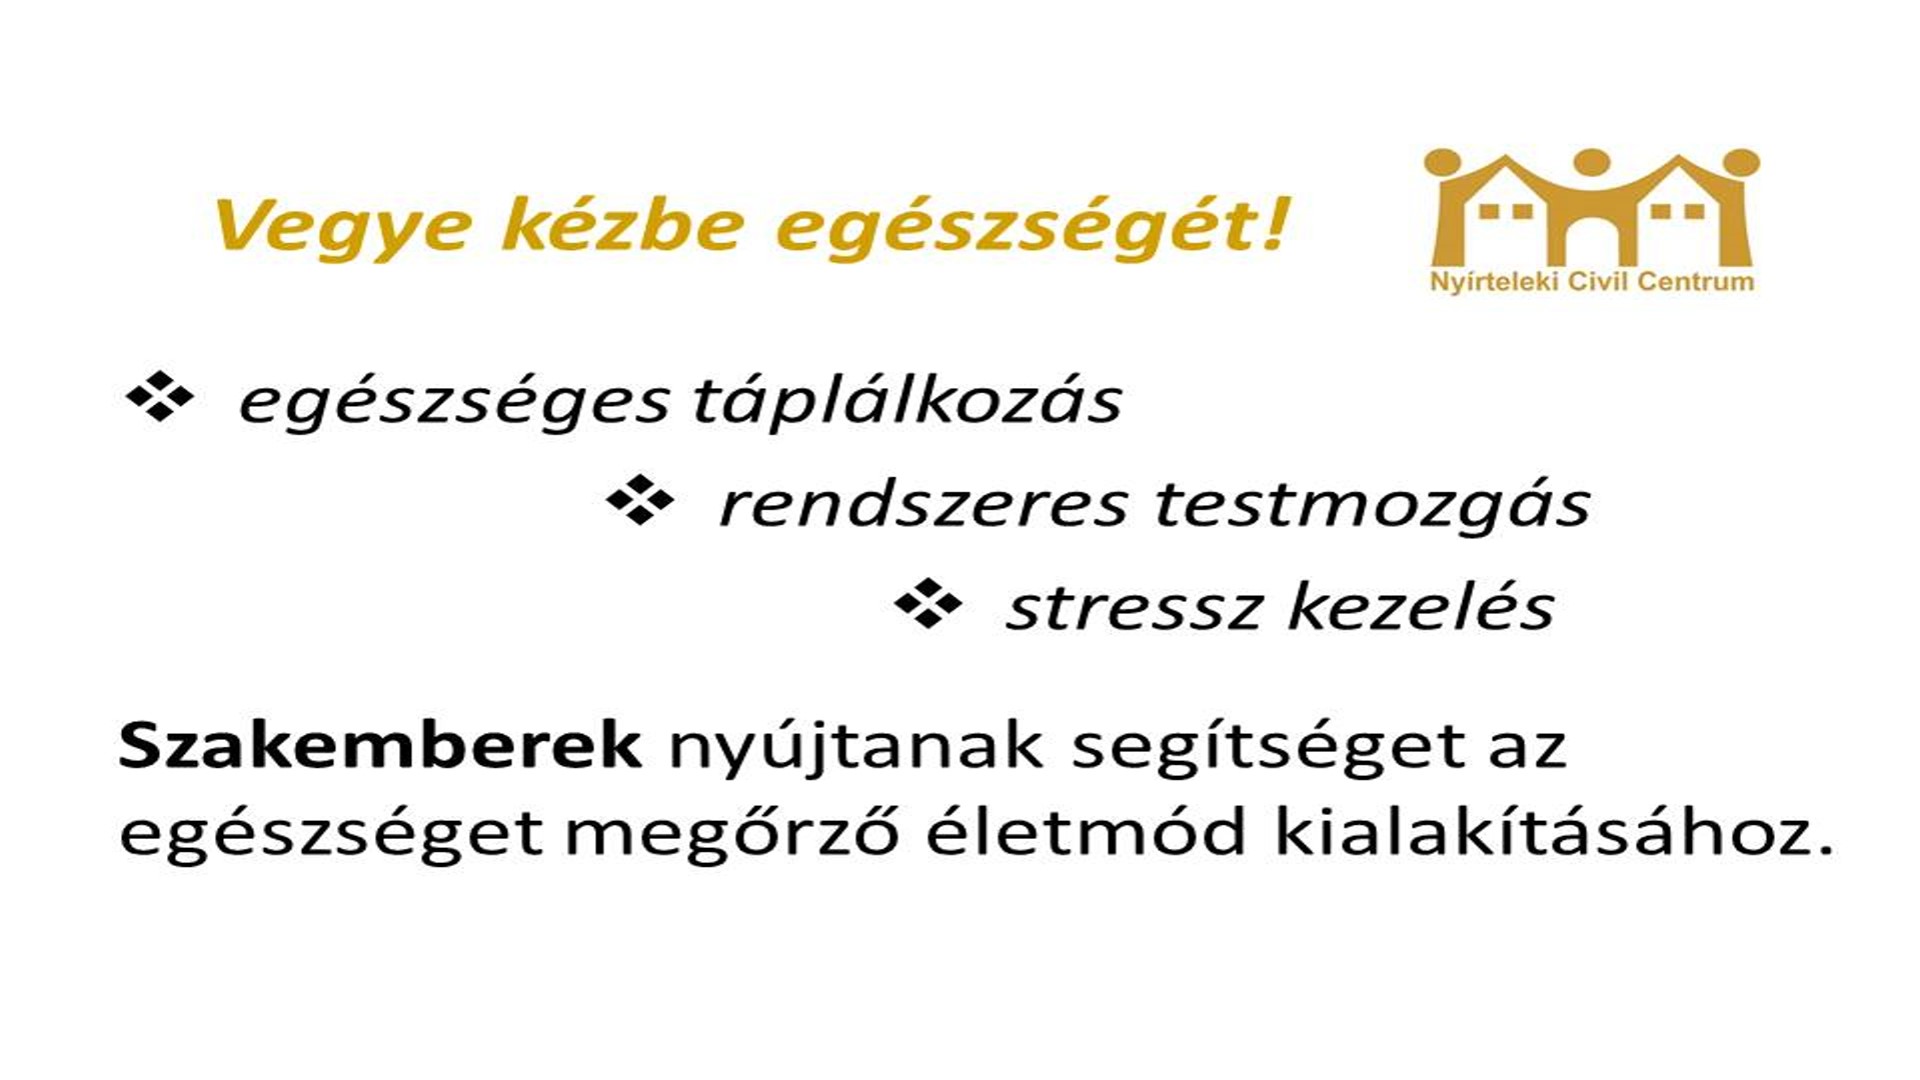 Vegye kézbe egészségét!
Nyírteleki Civil Centrum
❖ egészséges táplálkozás
❖ rendszeres testmozgás
❖ stressz kezelés
Szakemberek nyújtanak segítséget az
egészséget megőrző életmód kialakításához.